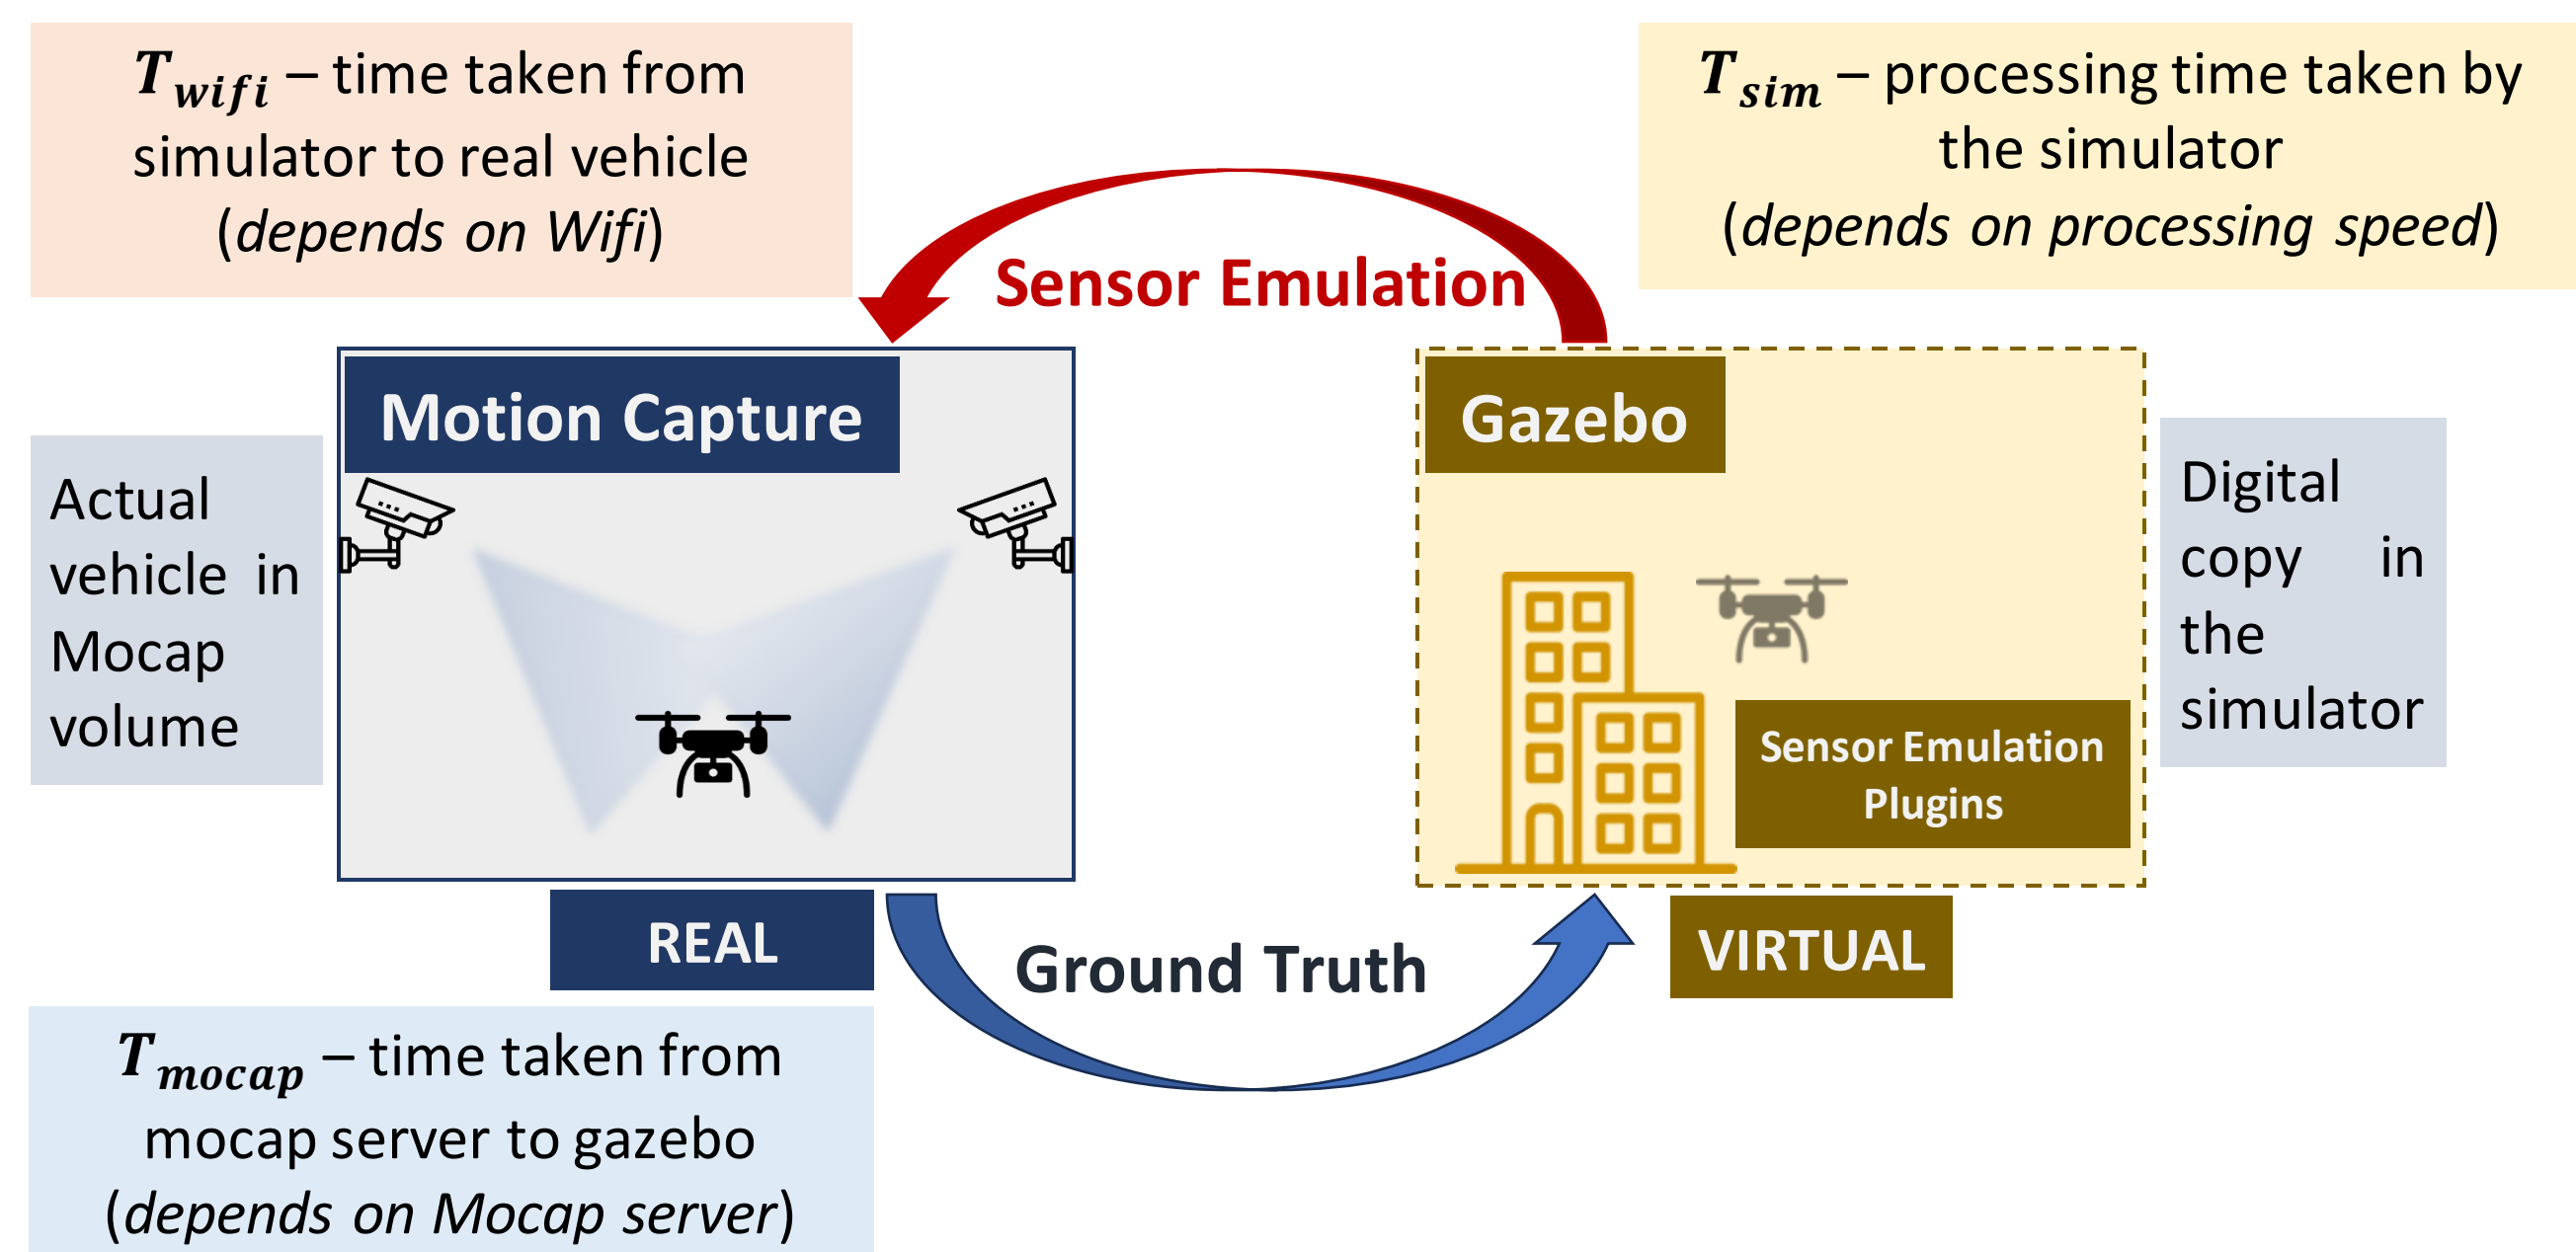 T_wifi – time taken from
simulator to real vehicle
(depends on Wifi)
T_sim – processing time taken by
the simulator
(depends on processing speed)
Sensor Emulation
Motion Capture
Gazebo
Actual
vehicle in
Mocap
volume
Digital
copy in
the
simulator
Sensor Emulation
Plugins
REAL
VIRTUAL
Ground Truth
T_mocap – time taken from
mocap server to gazebo
(depends on Mocap server)